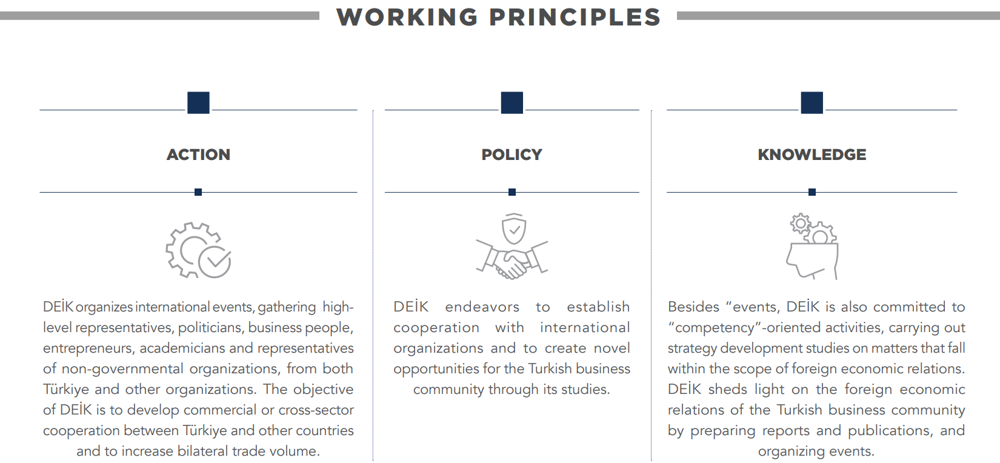 WORKING PRINCIPLES
ACTION
DEİK organizes international events, gathering high-
level representatives, politicians, business people,
entrepreneurs, academicians and representatives
of non-governmental organizations, from both
Türkiye and other organizations. The objective
of DEİK is to develop commercial or cross-sector
cooperation between Türkiye and other countries
and to increase bilateral trade volume.
POLICY
DEİK endeavors to establish
cooperation with international
organizations and to create novel
opportunities for the Turkish business
community through its studies.
KNOWLEDGE
Besides “events, DEİK is also committed to
“competency”-oriented activities, carrying out
strategy development studies on matters that fall
within the scope of foreign economic relations.
DEİK sheds light on the foreign economic
relations of the Turkish business community
by preparing reports and publications, and
organizing events.